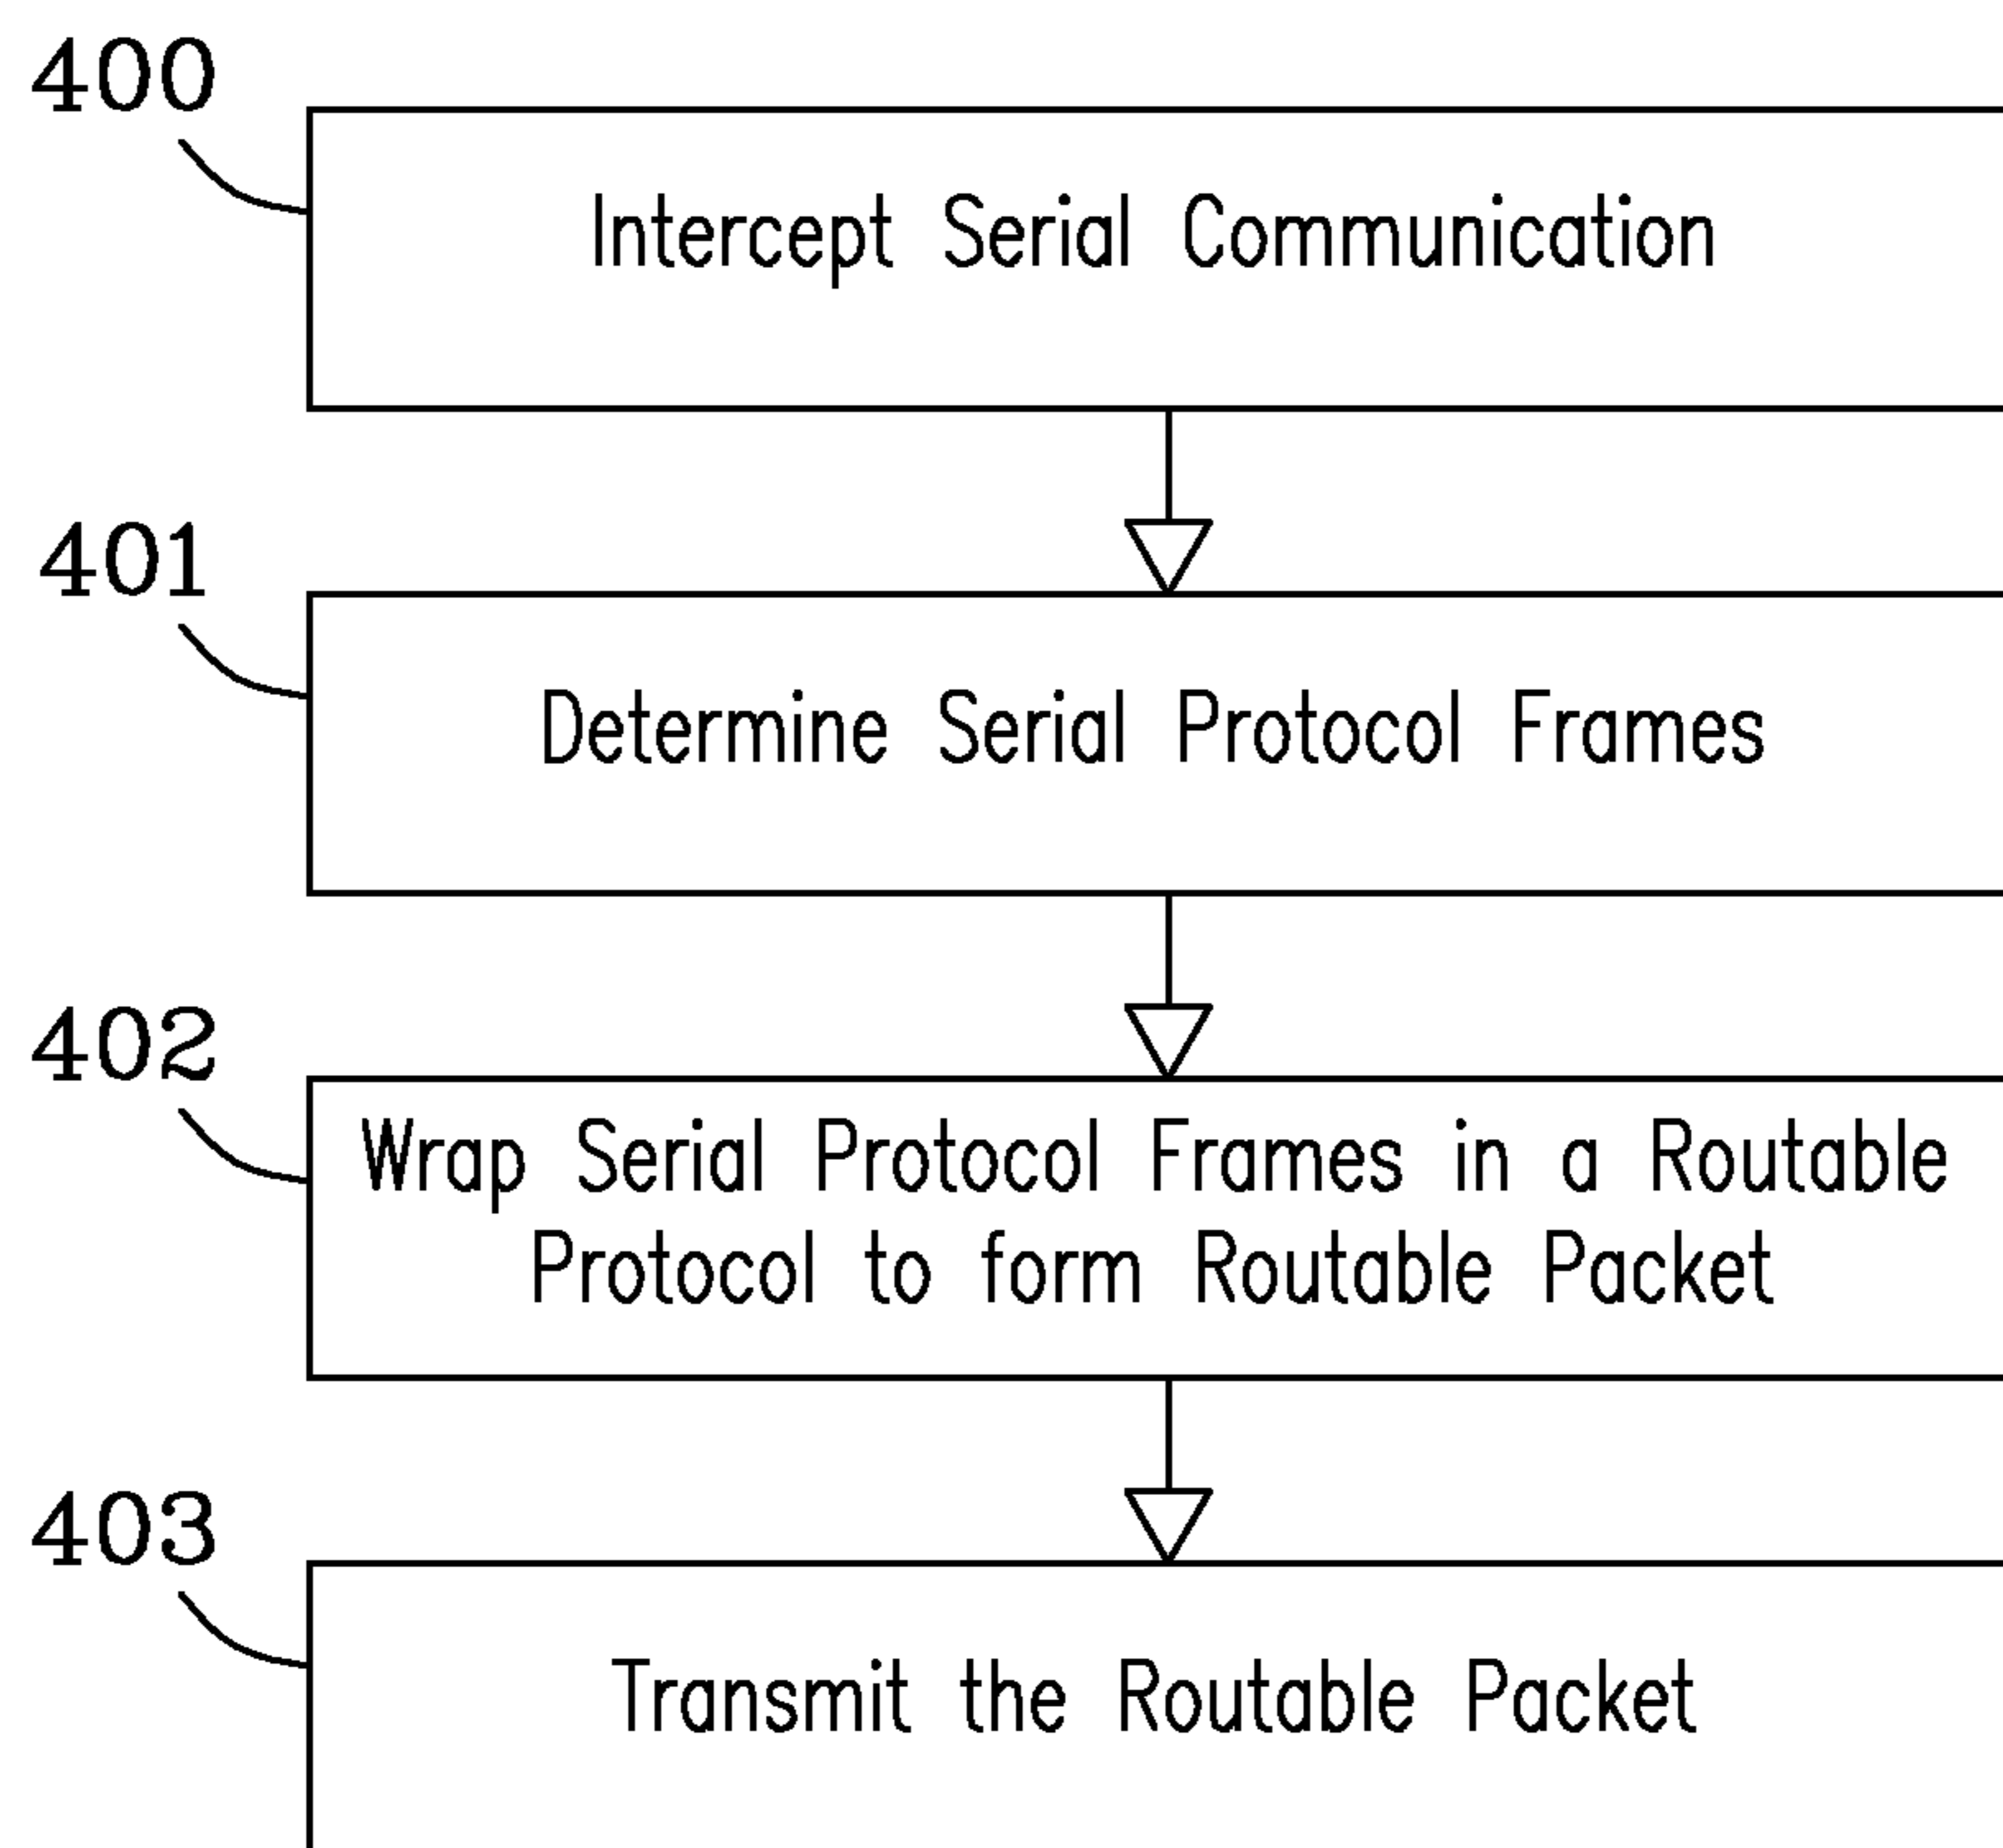 400
Intercept Serial Communication
401
Determine Serial Protocol Frames
402
Wrap Serial Protocol Frames in a Routable
Protocol to form Routable Packet
403
Transmit the Routable Packet